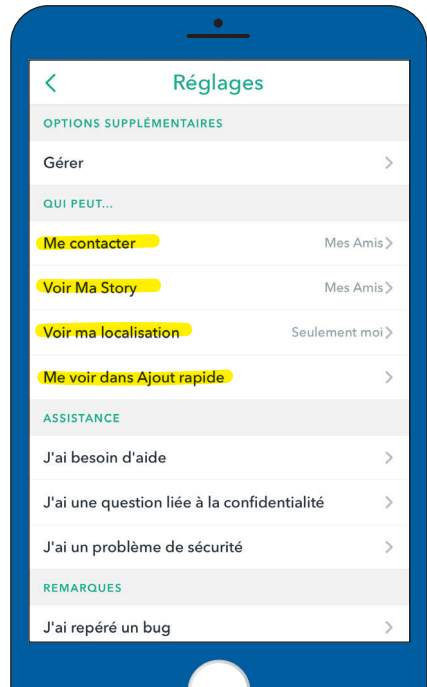 Réglages
OPTIONS SUPPLÉMENTAIRES
Gérer
QUI PEUT...
Me contacter Mes Amis
Voir Ma Story Mes Amis
Voir ma localisation Seulement moi
Me voir dans Ajout rapide
ASSISTANCE
J'ai besoin d'aide
J'ai une question liée à la confidentialité
J'ai un problème de sécurité
REMARQUES
J'ai repéré un bug